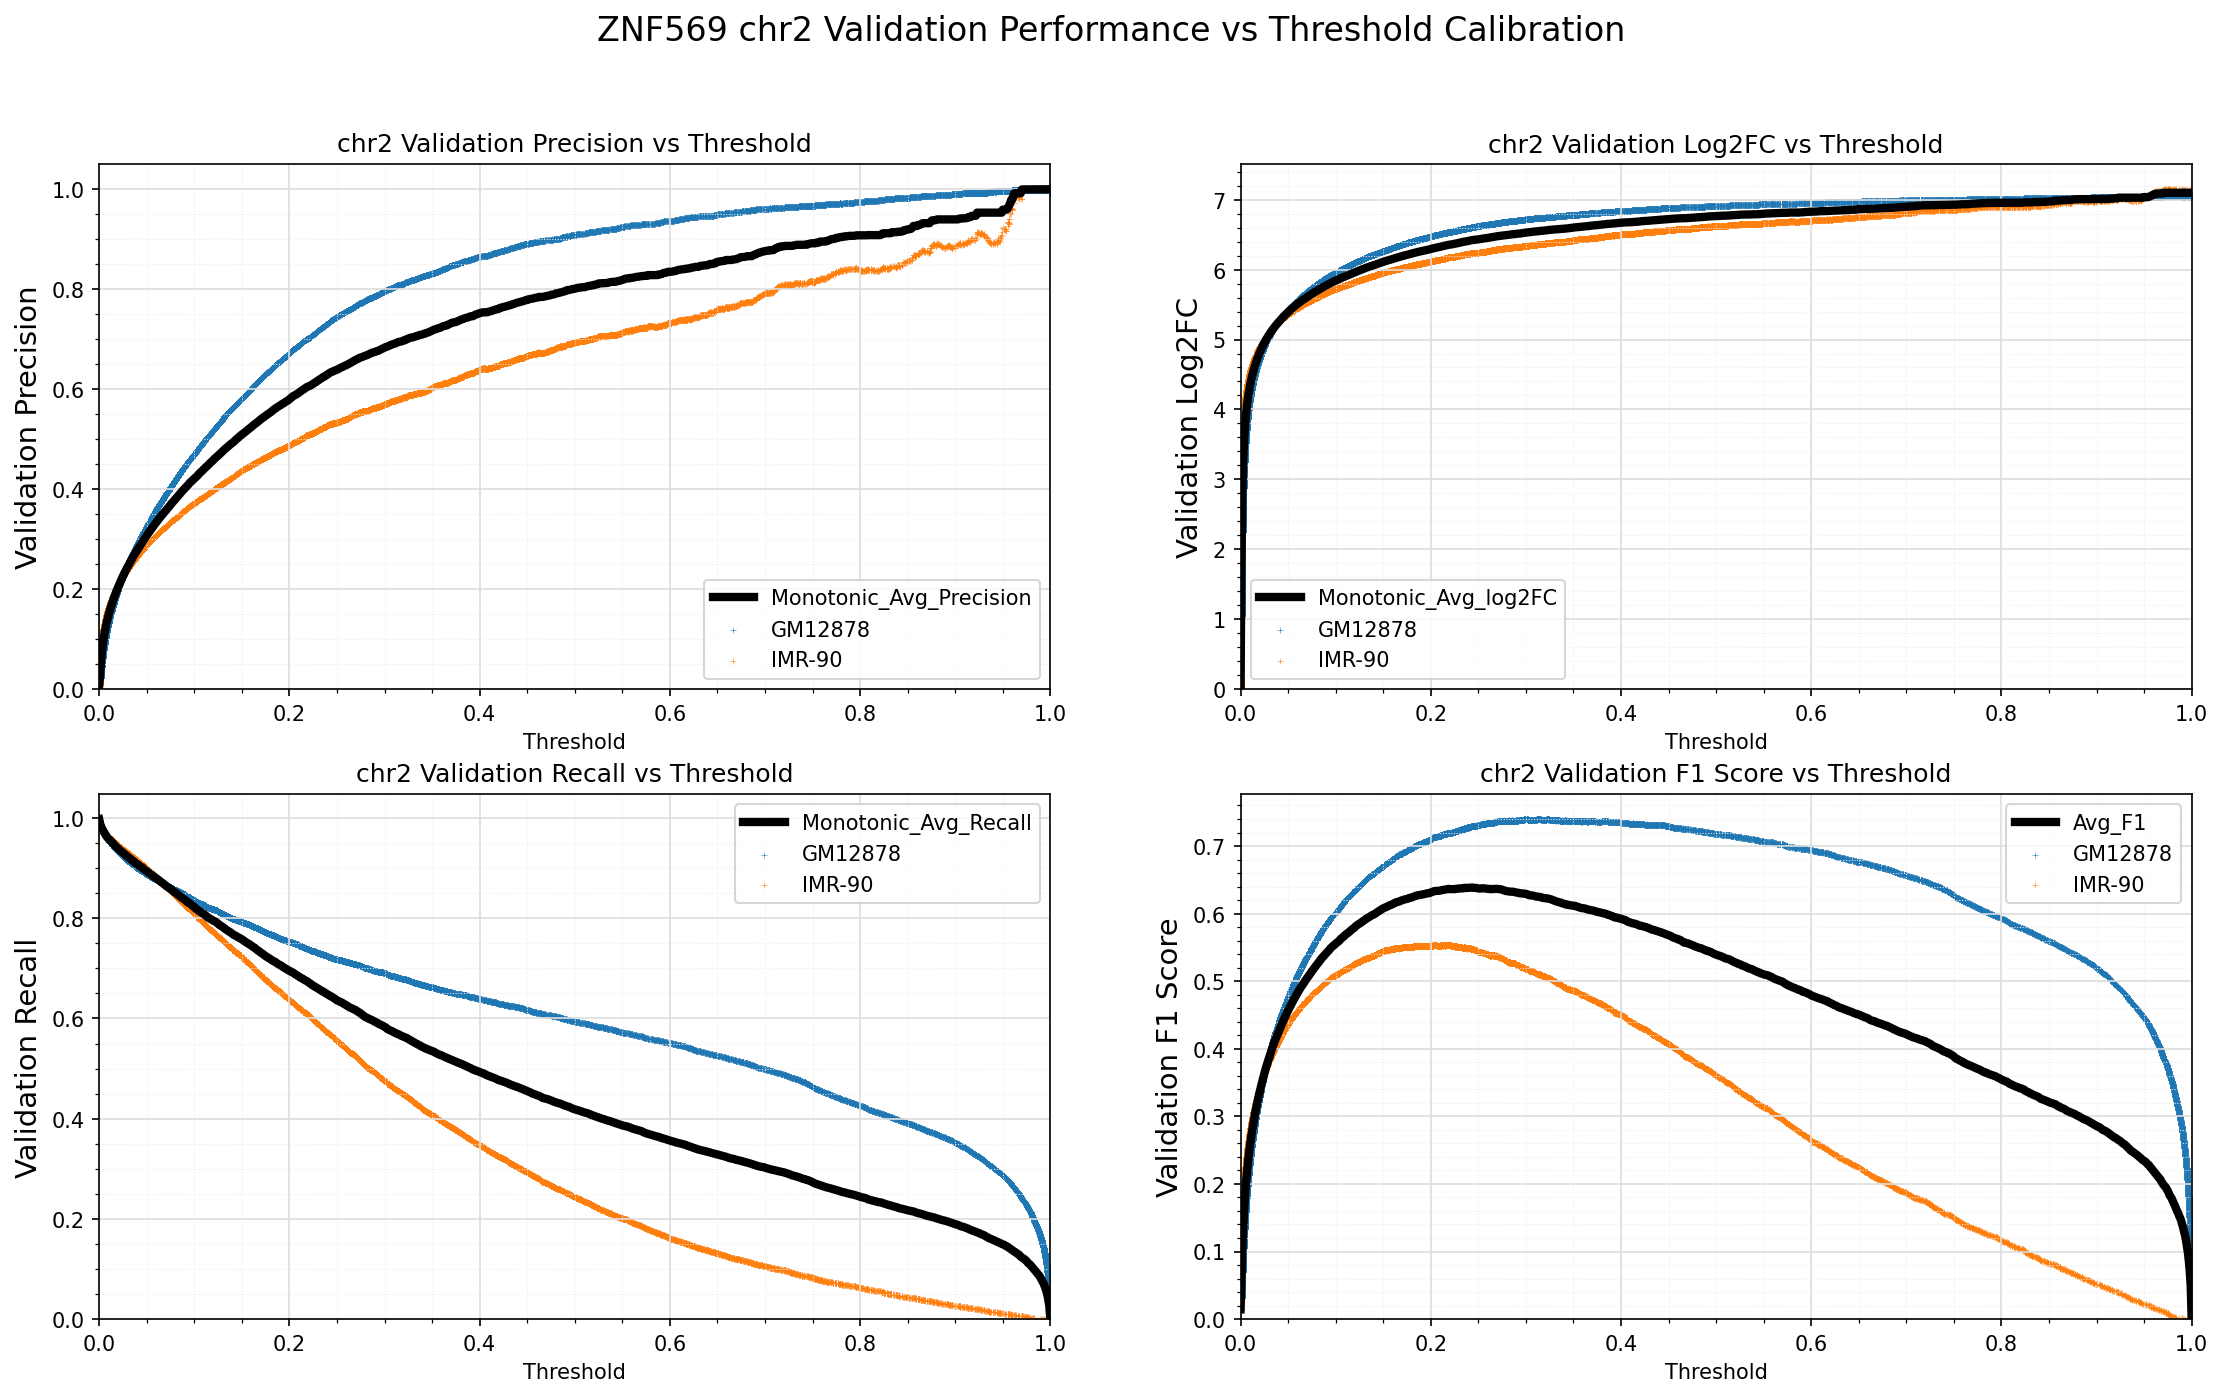 ZNF569 chr2 Validation Performance vs Threshold Calibration
chr2 Validation Precision vs Threshold
Validation Precision
1.0
0.8
0.6
0.4
0.2
0.0
Monotonic_Avg_Precision
GM12878
IMR-90
0.0 0.2 0.4 0.6 0.8 1.0
Threshold
chr2 Validation Log2FC vs Threshold
Validation Log2FC
7
6
5
4
3
2
1
0
Monotonic_Avg_log2FC
GM12878
IMR-90
0.0 0.2 0.4 0.6 0.8 1.0
Threshold
chr2 Validation Recall vs Threshold
Validation Recall
1.0
0.8
0.6
0.4
0.2
0.0
Monotonic_Avg_Recall
GM12878
IMR-90
0.0 0.2 0.4 0.6 0.8 1.0
Threshold
chr2 Validation F1 Score vs Threshold
Validation F1 Score
0.7
0.6
0.5
0.4
0.3
0.2
0.1
0.0
Avg_F1
GM12878
IMR-90
0.0 0.2 0.4 0.6 0.8 1.0
Threshold